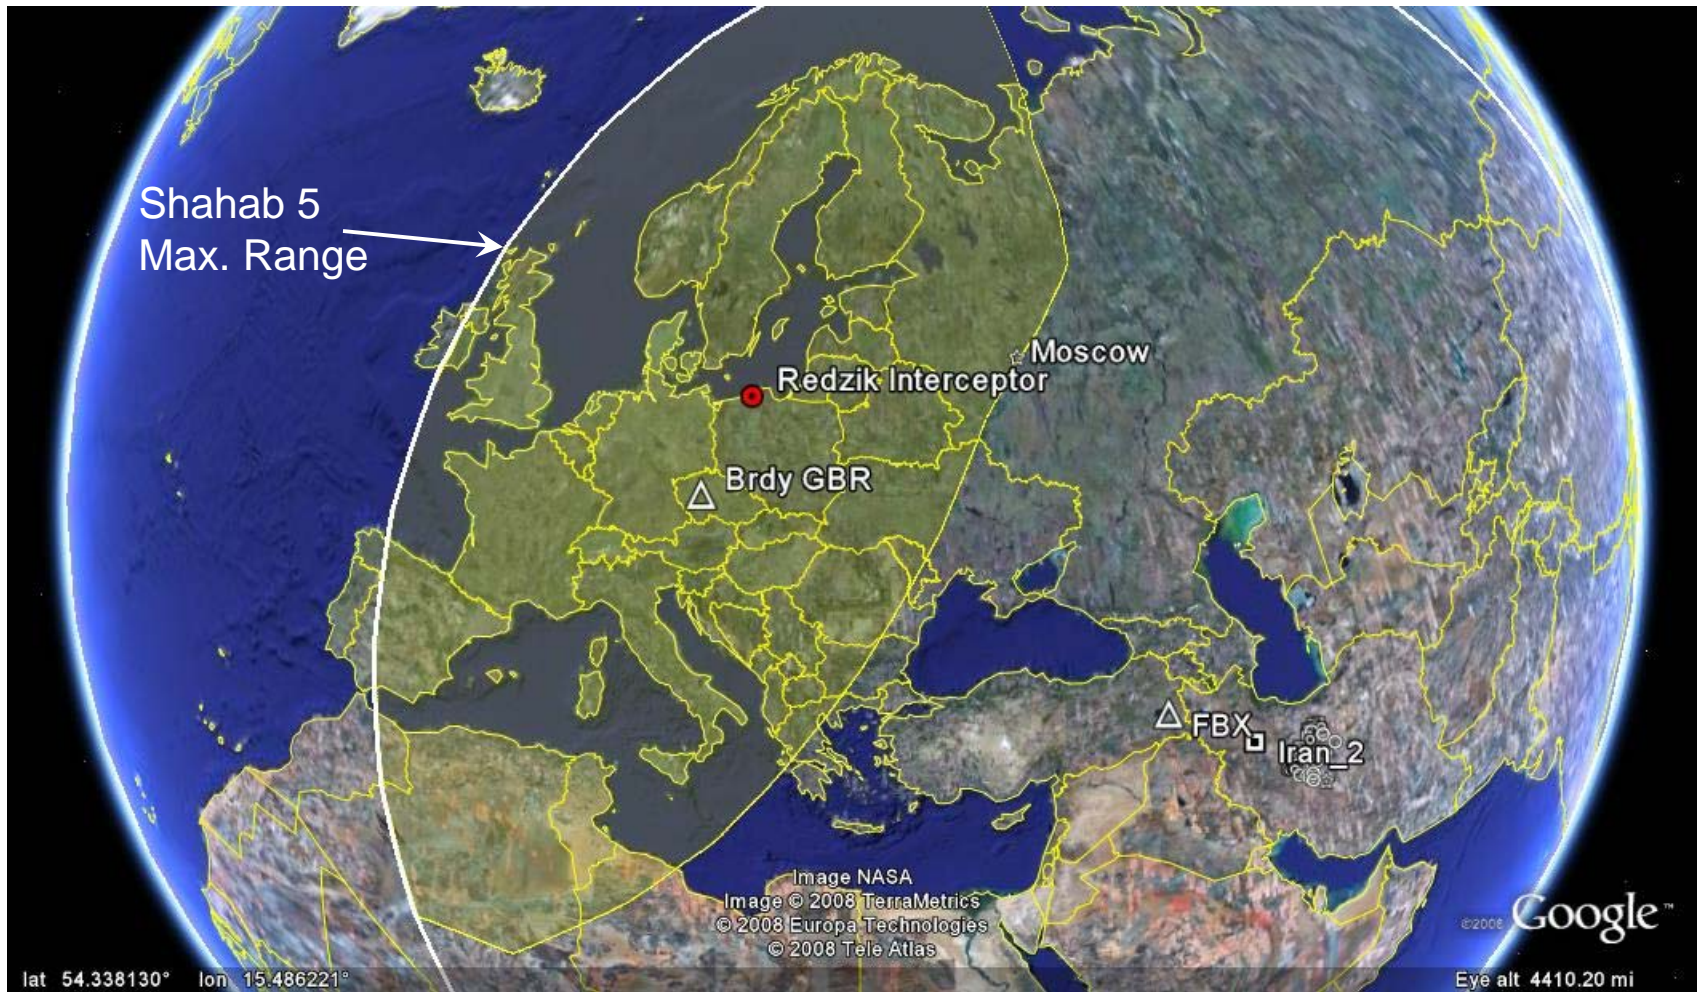 Shahab 5
Max. Range
Moscow
Redzik Interceptor
Brdy GBR
FBX
Iran_2
Image NASA
Image © 2008 TerraMetrics
© 2008 Europa Technologies
© 2008 Tele Atlas
©2008 Google™
lat 54.338130° lon 15.486221° Eye alt 4410.20 mi